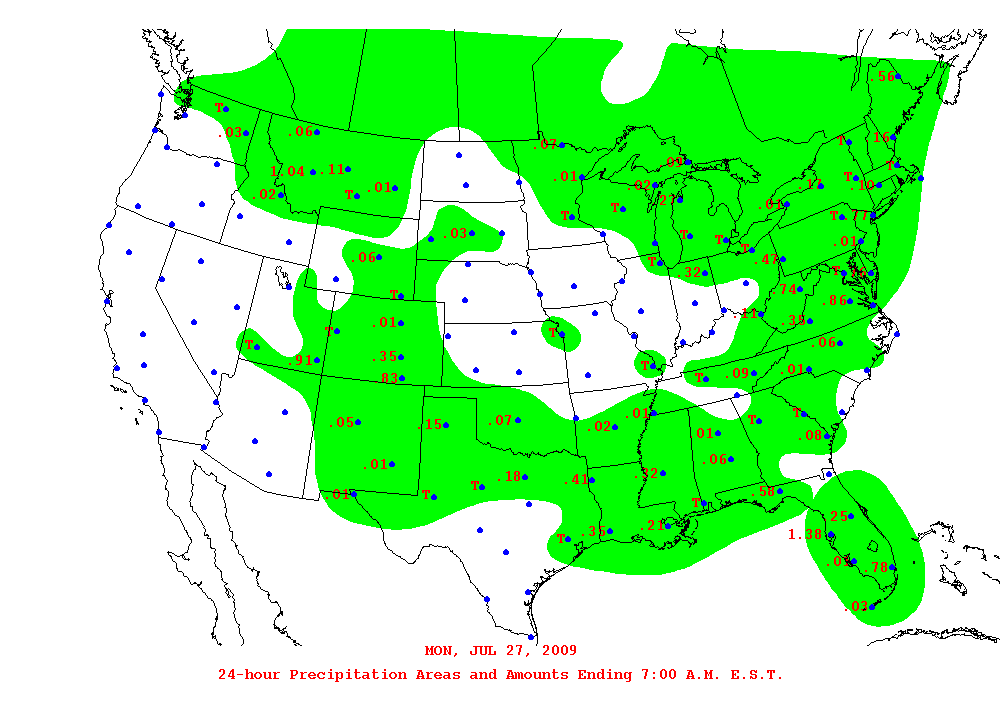 .56
T
.03
.06
.07
.16
T
.09
T
1.04 .11
.01
.02
.01
T
.11
.10
.02
T
.27
.01
T
T
T
.77
.03
T
T
T
.01
.06
T
.47
.32
T
T
.74
.86
.01
.11
.33
T
T
T
.06
.35
.91
T
.09
.01
.83
T
.01
T
T
.05
.15
.07
.02
.01
.08
.01
.06
.32
.18
.41
T
T
.58
.01
T
.25
.21
.35
T
1.38
.78
.03
MON, JUL 27, 2009
24-hour Precipitation Areas and Amounts Ending 7:00 A.M. E.S.T.